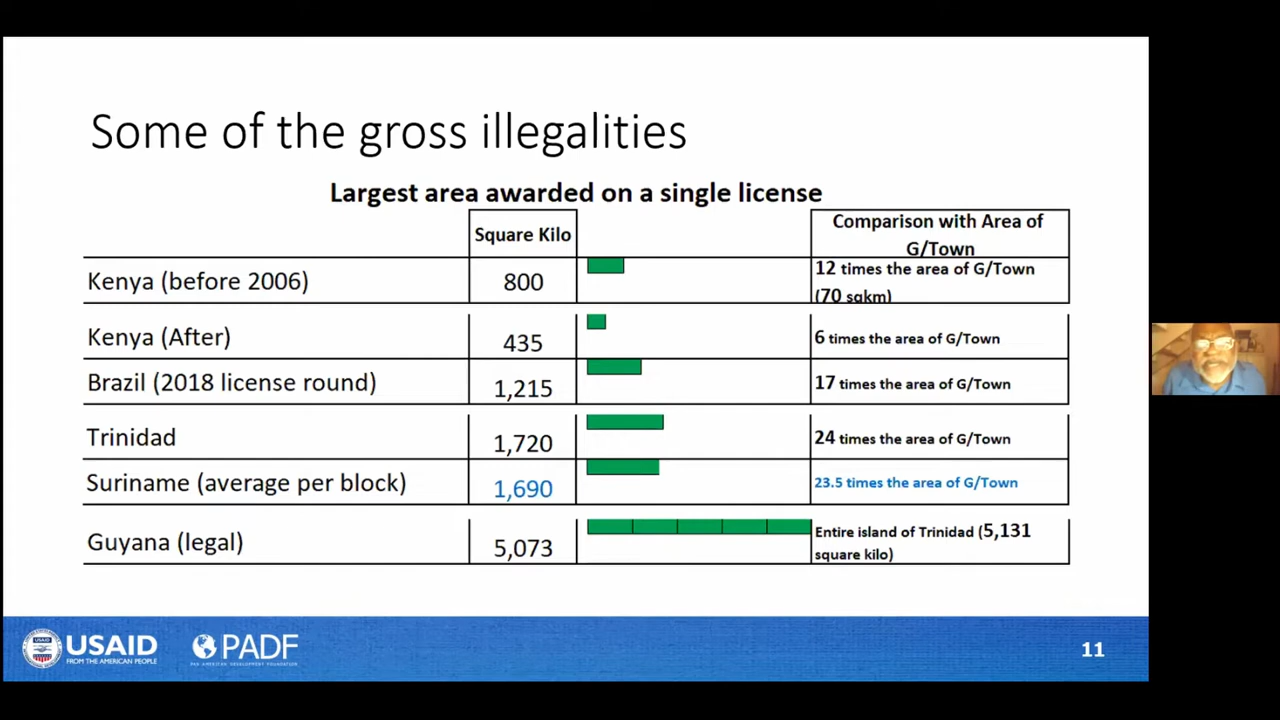 Some of the gross illegalities
Largest area awarded on a single license
Square Kilo
Comparison with Area of
G/Town
Kenya (before 2006)
800
12 times the area of G/Town
(70 sqkm)
Kenya (After)
435
6 times the area of G/Town
Brazil (2018 license round)
1,215
17 times the area of G/Town
Trinidad
1,720
24 times the area of G/Town
Suriname (average per block)
1,690
23.5 times the area of G/Town
Guyana (legal)
5,073
Entire island of Trinidad (5,131
square kilo)
USAID
FROM THE AMERICAN PEOPLE
PADF
PAN AMERICAN DEVELOPMENT FOUNDATION
11